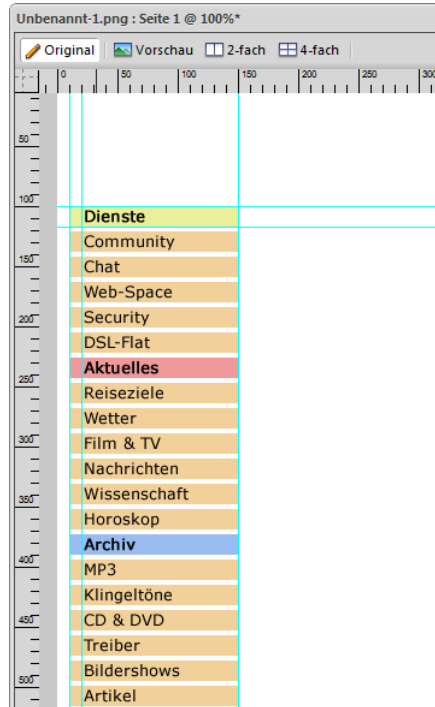 Unbenannt-1.png : Seite 1 @ 100%*
Original Vorschau 2-fach 4-fach
0 50 100 150 200 250 300
50
100
Dienste
Community
150
Chat
Web-Space
Security
200
DSL-Flat
Aktuelles
250
Reiseziele
Wetter
300
Film & TV
Nachrichten
Wissenschaft
350
Horoskop
Archiv
400
MP3
Klingeltöne
450
CD & DVD
Treiber
Bildershows
500
Artikel